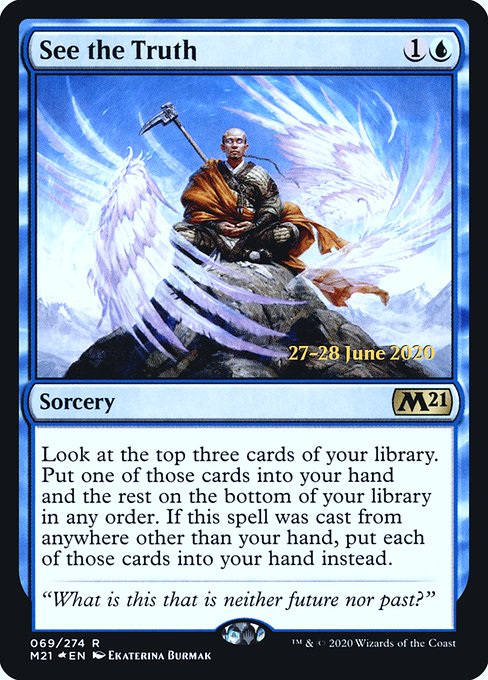 See the Truth 1
27-28 June 2020
Sorcery M21
Look at the top three cards of your library.
Put one of those cards into your hand
and the rest on the bottom of your library
in any order. If this spell was cast from
anywhere other than your hand, put each
of those cards into your hand instead.
“What is this that is neither future nor past?”
069/274 R
M21 ★ EN Ekaterina Burmak
™ & © 2020 Wizards of the Coast